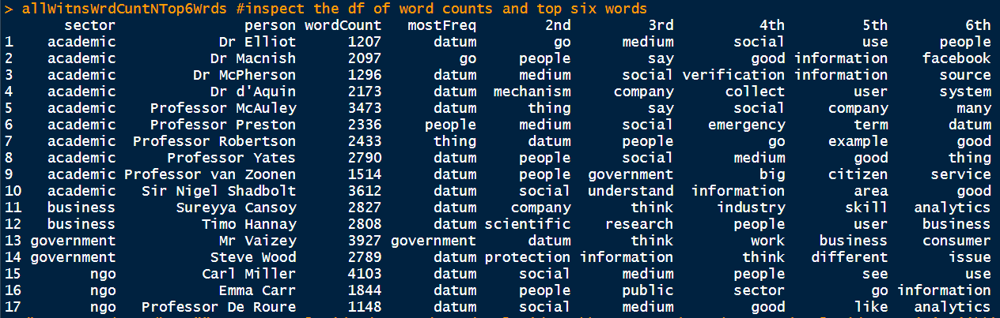 > allWitnsWrdCuntNTop6Wrds #inspect the df of word counts and top six words
sector person wordCount mostFreq 2nd 3rd 4th 5th 6th
1 academic Dr Elliot 1207 datum go medium social use people
2 academic Dr Macnish 2097 go people say good information facebook
3 academic Dr McPherson 1296 datum medium social verification information source
4 academic Dr d'Aquin 2173 datum mechanism company collect user system
5 academic Professor McAuley 3473 datum thing say social company many
6 academic Professor Preston 2336 people medium social emergency term datum
7 academic Professor Robertson 2433 thing datum people go example good
8 academic Professor Yates 2790 datum people social medium good thing
9 academic Professor van Zoonen 1514 datum people government big citizen service
10 academic Sir Nigel Shadbolt 3612 datum social understand information area good
11 business Sureyya Cansoy 2827 datum company think industry skill analytics
12 business Timo Hannay 2808 datum scientific research people user business
13 government Mr Vaizey 3927 government datum think work business consumer
14 government Steve Wood 2789 datum protection information think different issue
15 ngo Carl Miller 4103 datum social medium people see use
16 ngo Emma Carr 1844 datum people public sector go information
17 ngo Professor De Roure 1148 datum social medium good like analytics